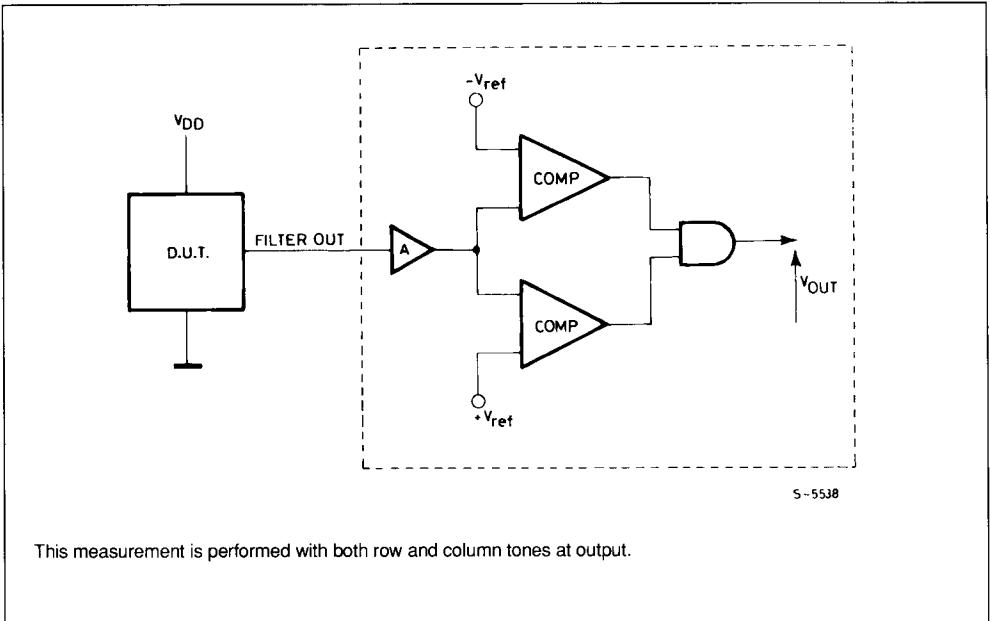 -Vref
VDD
COMP
D.U.T.
FILTER OUT
A
VOUT
COMP
+Vref
S-5538
This measurement is performed with both row and column tones at output.